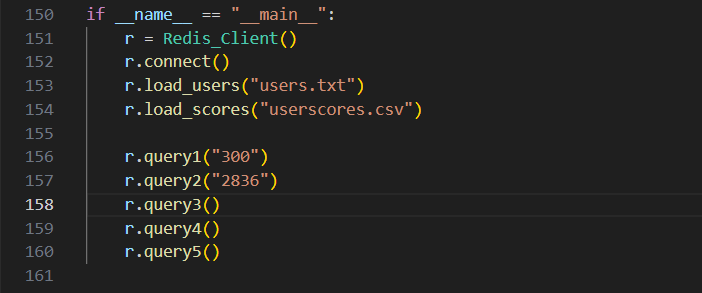 150 if __name__ == "__main__":
151     r = Redis_Client()
152     r.connect()
153     r.load_users("users.txt")
154     r.load_scores("userscores.csv")
155
156     r.query1("300")
157     r.query2("2836")
158     r.query3()
159     r.query4()
160     r.query5()
161